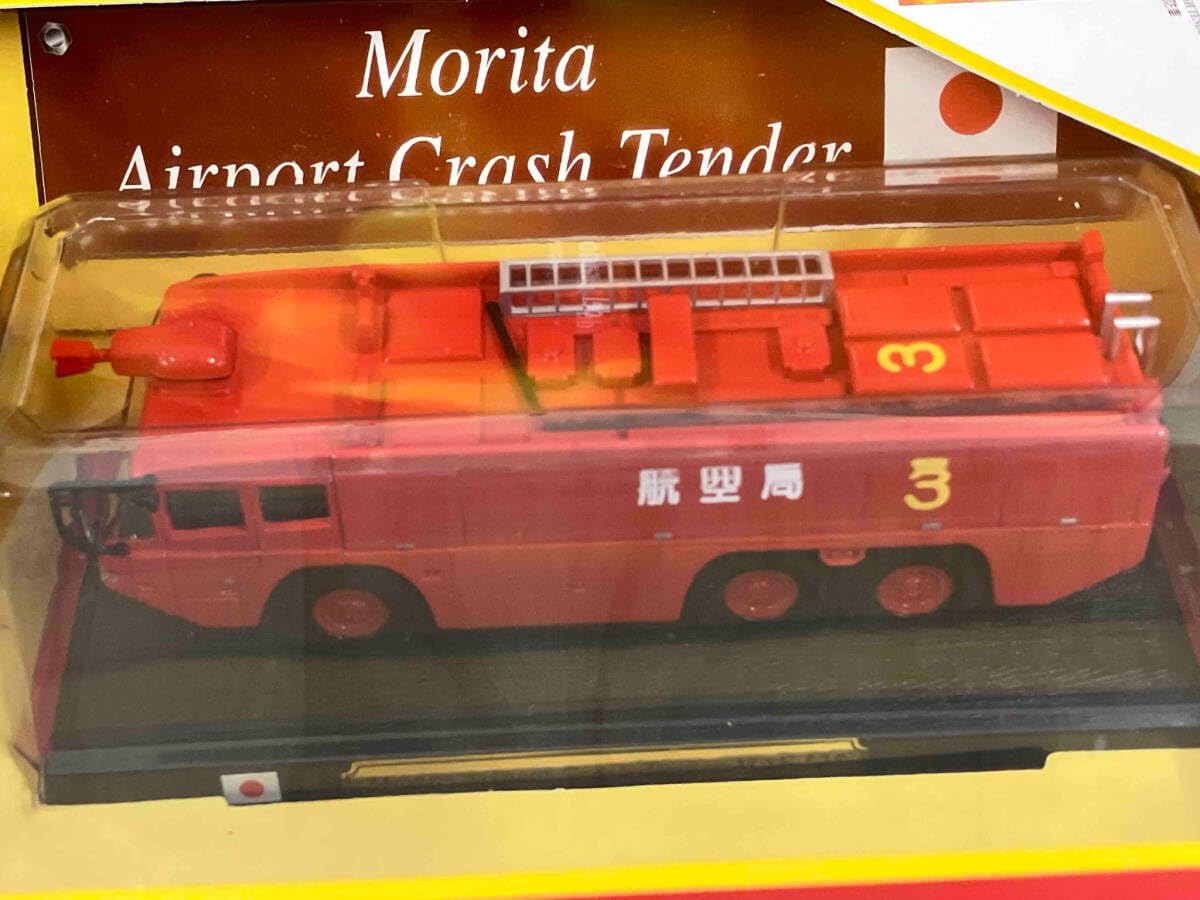 Morita
Airport Crash Tender
3
航空局 3